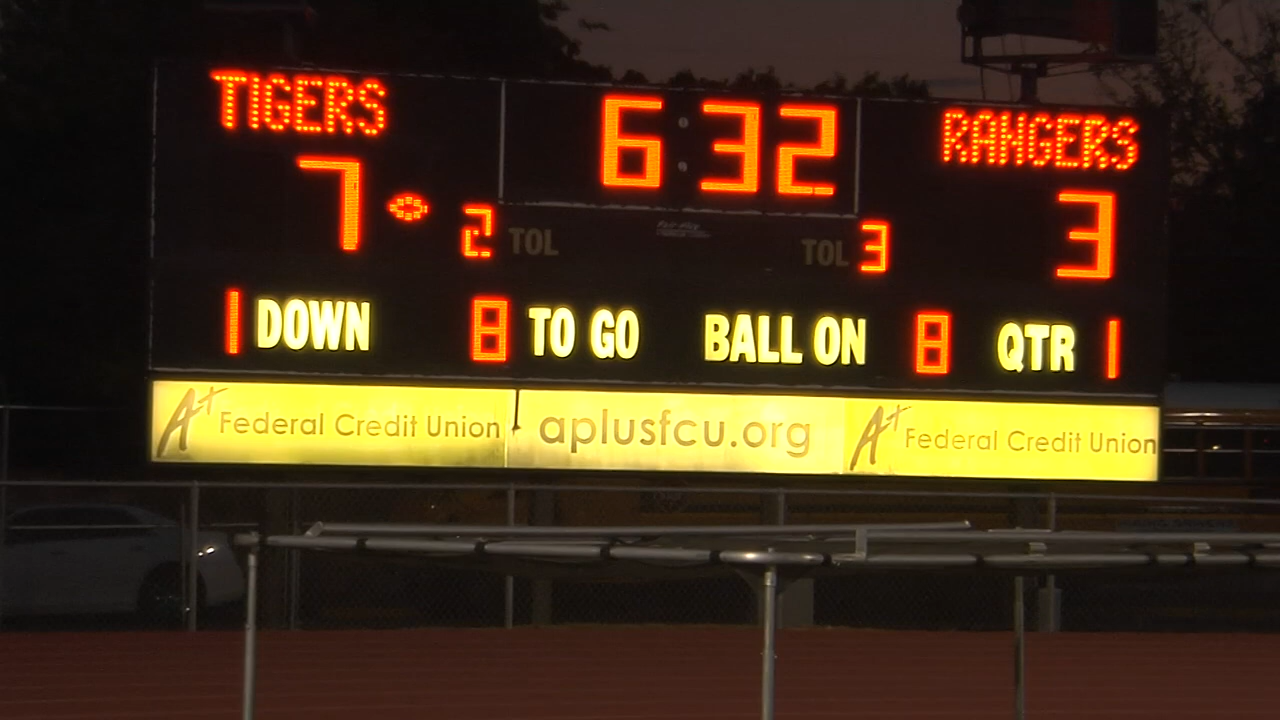 TIGERS 6:32 RANGERS
7 2 TOL TOL 3 3
1 DOWN 8 TO GO BALL ON 8 QTR 1
A+ Federal Credit Union aplusfcu.org A+ Federal Credit Union